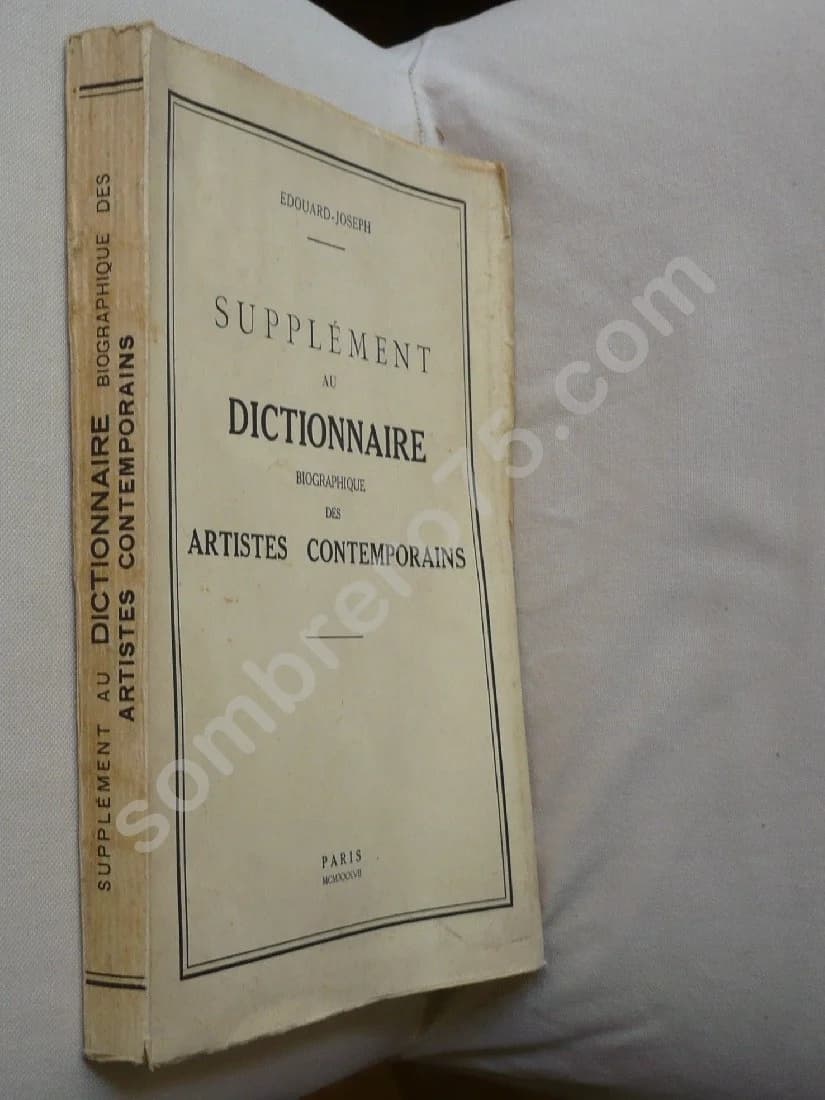 SUPPLÉMENT AU DICTIONNAIRE BIOGRAPHIQUE DES
ARTISTES CONTEMPORAINS
EDOUARD-JOSEPH
SUPPLÉMENT
AU
DICTIONNAIRE
BIOGRAPHIQUE
DES
ARTISTES CONTEMPORAINS
PARIS
MCMXXXVII
sombrero75.com